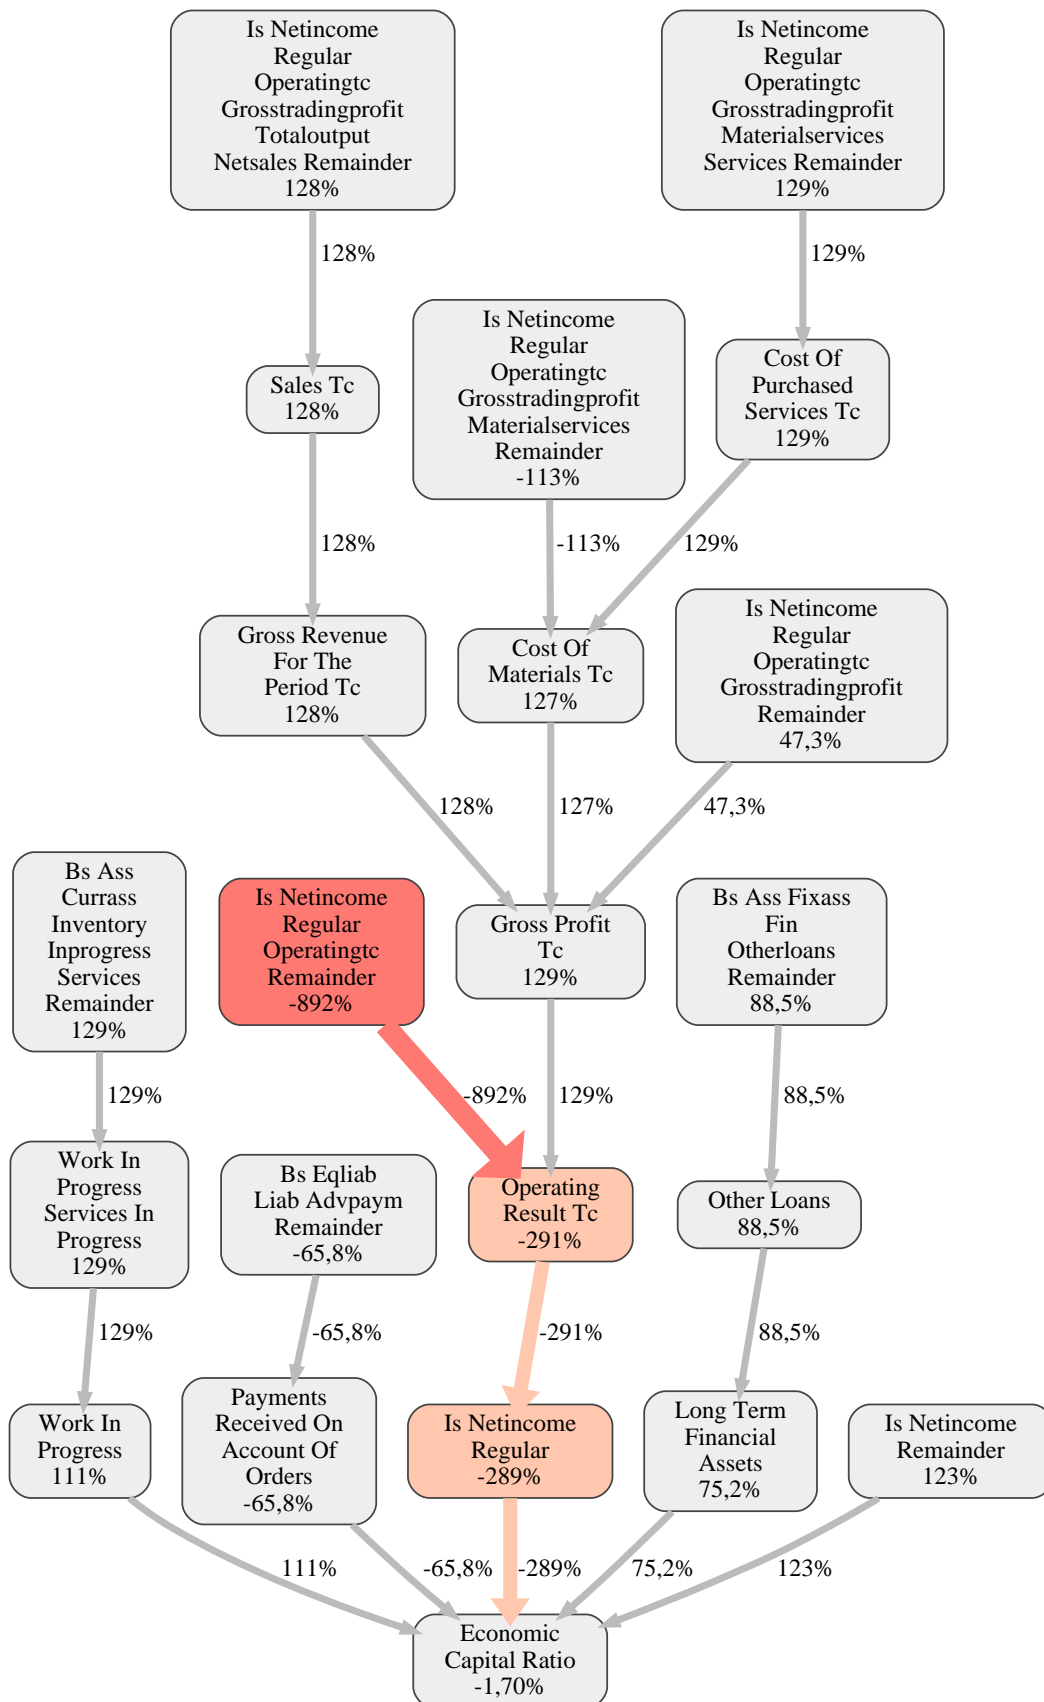 Is Netincome
Regular
Operatingtc
Grosstradingprofit
Totaloutput
Netsales Remainder
128%
Is Netincome
Regular
Operatingtc
Grosstradingprofit
Materialservices
Services Remainder
129%
128%
129%
Is Netincome
Regular
Operatingtc
Grosstradingprofit
Materialservices
Remainder
-113%
Sales Tc
128%
Cost Of
Purchased
Services Tc
129%
128%
-113%
129%
Gross Revenue
For The
Period Tc
128%
Cost Of
Materials Tc
127%
Is Netincome
Regular
Operatingtc
Grosstradingprofit
Remainder
47,3%
128%
127%
47,3%
Bs Ass
Currass
Inventory
Inprogress
Services
Remainder
129%
Is Netincome
Regular
Operatingtc
Remainder
-892%
Gross Profit
Tc
129%
Bs Ass Fixass
Fin
Otherloans
Remainder
88,5%
129%
-892%
129%
88,5%
Work In
Progress
Services In
Progress
129%
Bs Eqliab
Liab Advpaym
Remainder
-65,8%
Operating
Result Tc
-291%
Other Loans
88,5%
129%
-65,8%
-291%
88,5%
Work In
Progress
111%
Payments
Received On
Account Of
Orders
-65,8%
Is Netincome
Regular
-289%
Long Term
Financial
Assets
75,2%
Is Netincome
Remainder
123%
111%
-65,8%
-289%
75,2%
123%
Economic
Capital Ratio
-1,70%